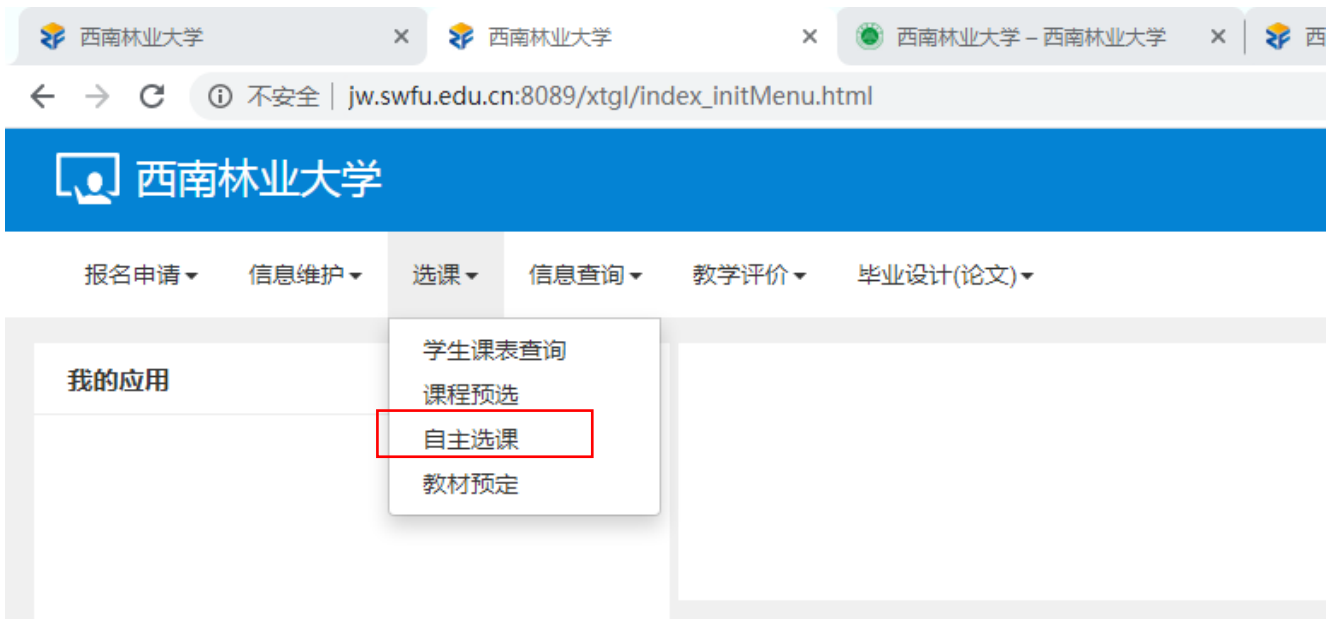 西南林业大学 西南林业大学 西南林业大学 – 西南林业大学 西
不安全 jw.swfu.edu.cn:8089/xtgl/index_initMenu.html
西南林业大学
报名申请 信息维护 选课 信息查询 教学评价 毕业设计(论文)
学生课表查询
我的应用
课程预选
自主选课
教材预定